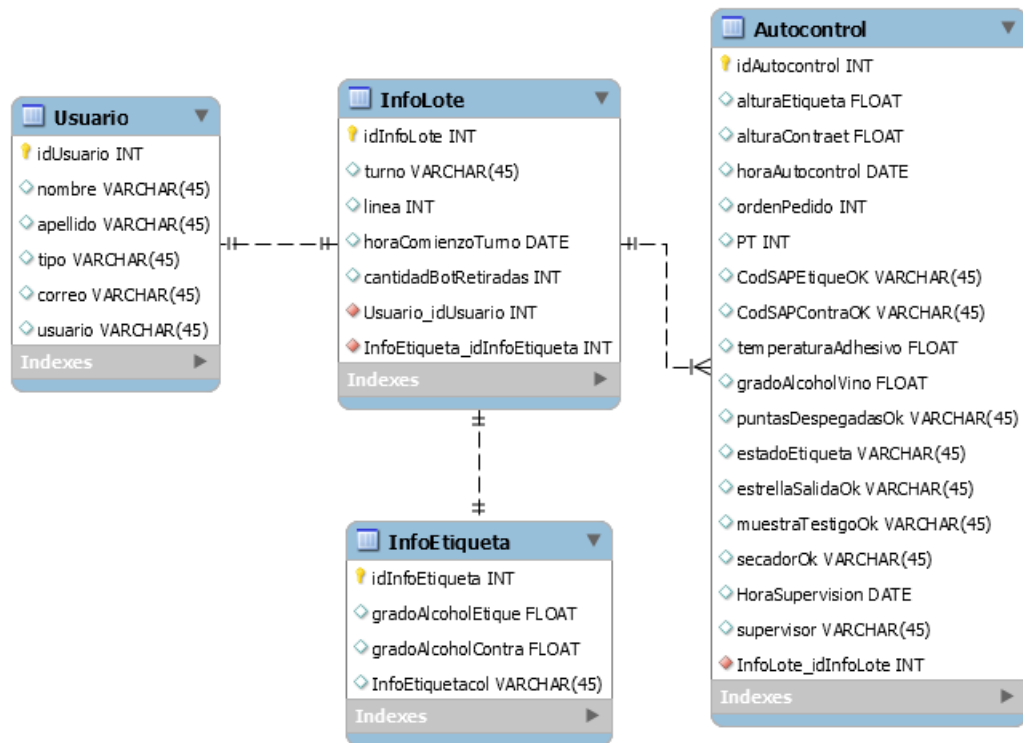 Usuario
idUsuario INT
nombre VARCHAR(45)
apellido VARCHAR(45)
tipo VARCHAR(45)
correo VARCHAR(45)
usuario VARCHAR(45)
Indexes
InfoLote
idInfoLote INT
turno VARCHAR(45)
linea INT
horaComienzoTurno DATE
cantidadBotRetiradas INT
Usuario_idUsuario INT
InfoEtiqueta_idInfoEtiqueta INT
Indexes
InfoEtiqueta
idInfoEtiqueta INT
gradoAlcoholEtique FLOAT
gradoAlcoholContra FLOAT
InfoEtiquetacol VARCHAR(45)
Indexes
Autocontrol
idAutocontrol INT
alturaEtiqueta FLOAT
alturaContraet FLOAT
horaAutocontrol DATE
ordenPedido INT
PT INT
CodSAPEtiqueOK VARCHAR(45)
CodSAPContraOK VARCHAR(45)
temperaturaAdhesivo FLOAT
gradoAlcoholVino FLOAT
puntasDespegadasOk VARCHAR(45)
estadoEtiqueta VARCHAR(45)
estrellaSalidaOk VARCHAR(45)
muestraTestigoOk VARCHAR(45)
secadorOk VARCHAR(45)
HoraSupervision DATE
supervisor VARCHAR(45)
InfoLote_idInfoLote INT
Indexes